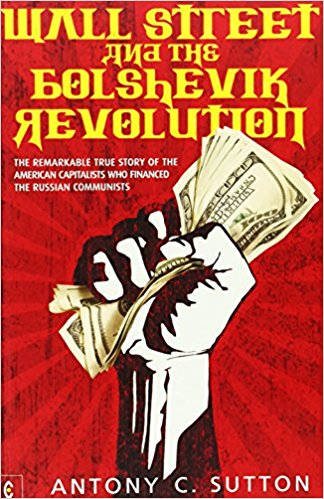 WALL STREET
AND THE
BOLSHEVIK
REVOLUTION
THE REMARKABLE TRUE STORY OF THE
AMERICAN CAPITALISTS WHO FINANCED
THE RUSSIAN COMMUNISTS
ANTONY C. SUTTON